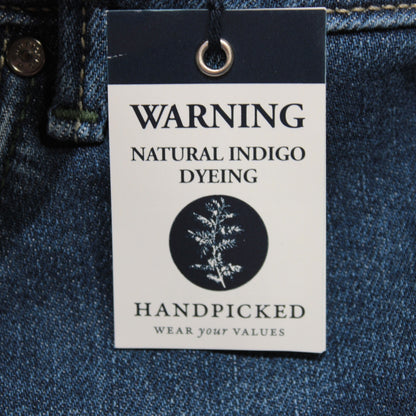 WARNING
NATURAL INDIGO
DYEING
HANDPICKED
WEAR your VALUES